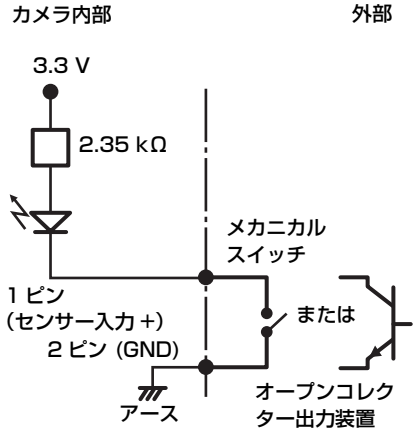 カメラ内部
外部
3.3 V
2.35 kΩ
メカニカル
スイッチ
1 ピン
(センサー入力 +)
または
2 ピン (GND)
アース
オープンコレク
ター出力装置